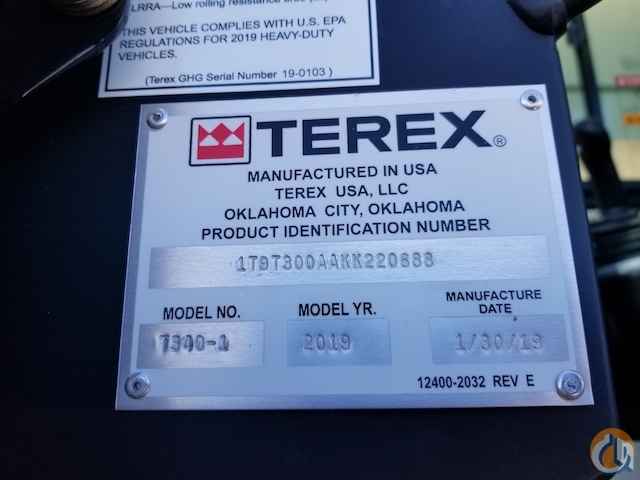 LRRA—Low rolling resistance
THIS VEHICLE COMPLIES WITH U.S. EPA
REGULATIONS FOR 2019 HEAVY-DUTY
VEHICLES.
(Terex GHG Serial Number 19-0103 )
TEREX®
MANUFACTURED IN USA
TEREX USA, LLC
OKLAHOMA CITY, OKLAHOMA
PRODUCT IDENTIFICATION NUMBER
1T9T300AAKK220688
MODEL NO.
MODEL YR.
MANUFACTURE
DATE
T340-1
2019
1/30/19
12400-2032 REV E